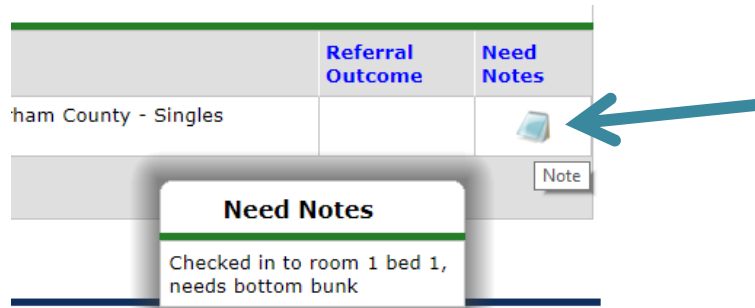 Referral Outcome
Need Notes
ham County - Singles
Note
Need Notes
Checked in to room 1 bed 1,
needs bottom bunk